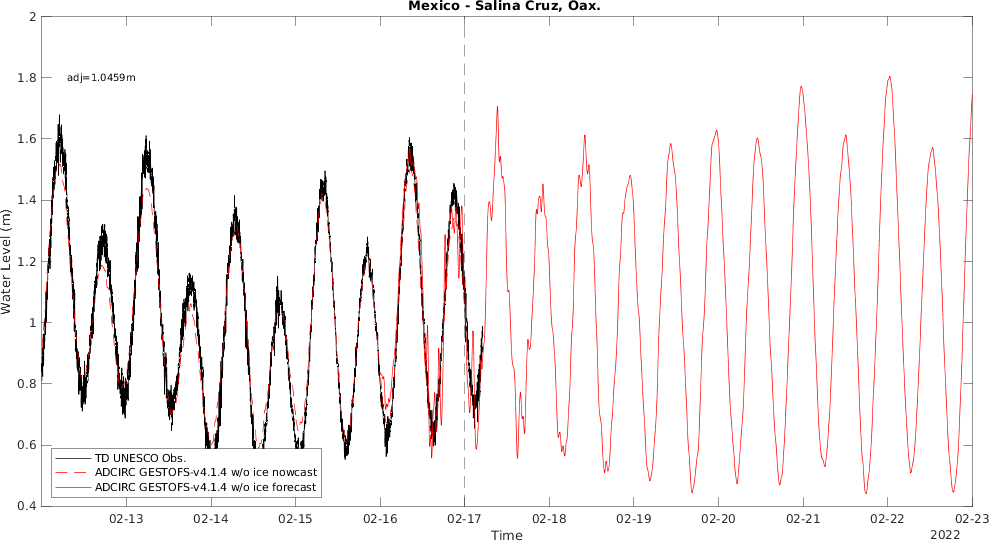 Mexico - Salina Cruz, Oax.
2
1.8
adj=1.0459m
1.6
1.4
1.2
1
0.8
0.6
0.4
Water Level (m)
TD UNESCO Obs.
ADCIRC GESTOFS-v4.1.4 w/o ice nowcast
ADCIRC GESTOFS-v4.1.4 w/o ice forecast
02-13 02-14 02-15 02-16 02-17 02-18 02-19 02-20 02-21 02-22 02-23
Time
2022